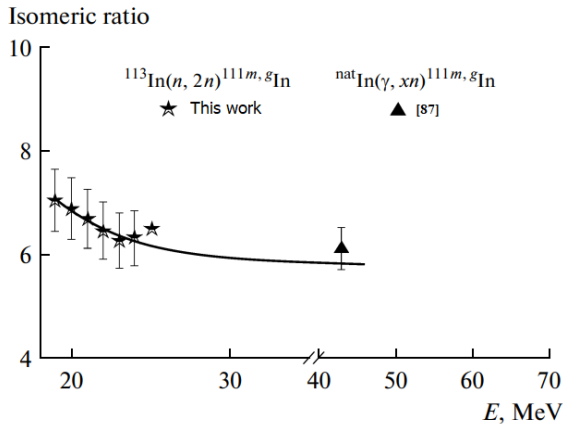 Isomeric ratio
10
¹¹³In(n, 2n)¹¹¹ᵐ,ᵍIn
ⁿᵃᵗIn(γ, xn)¹¹¹ᵐ,ᵍIn
This work
[87]
8
6
4
20
30
40
50
60
70
E, MeV